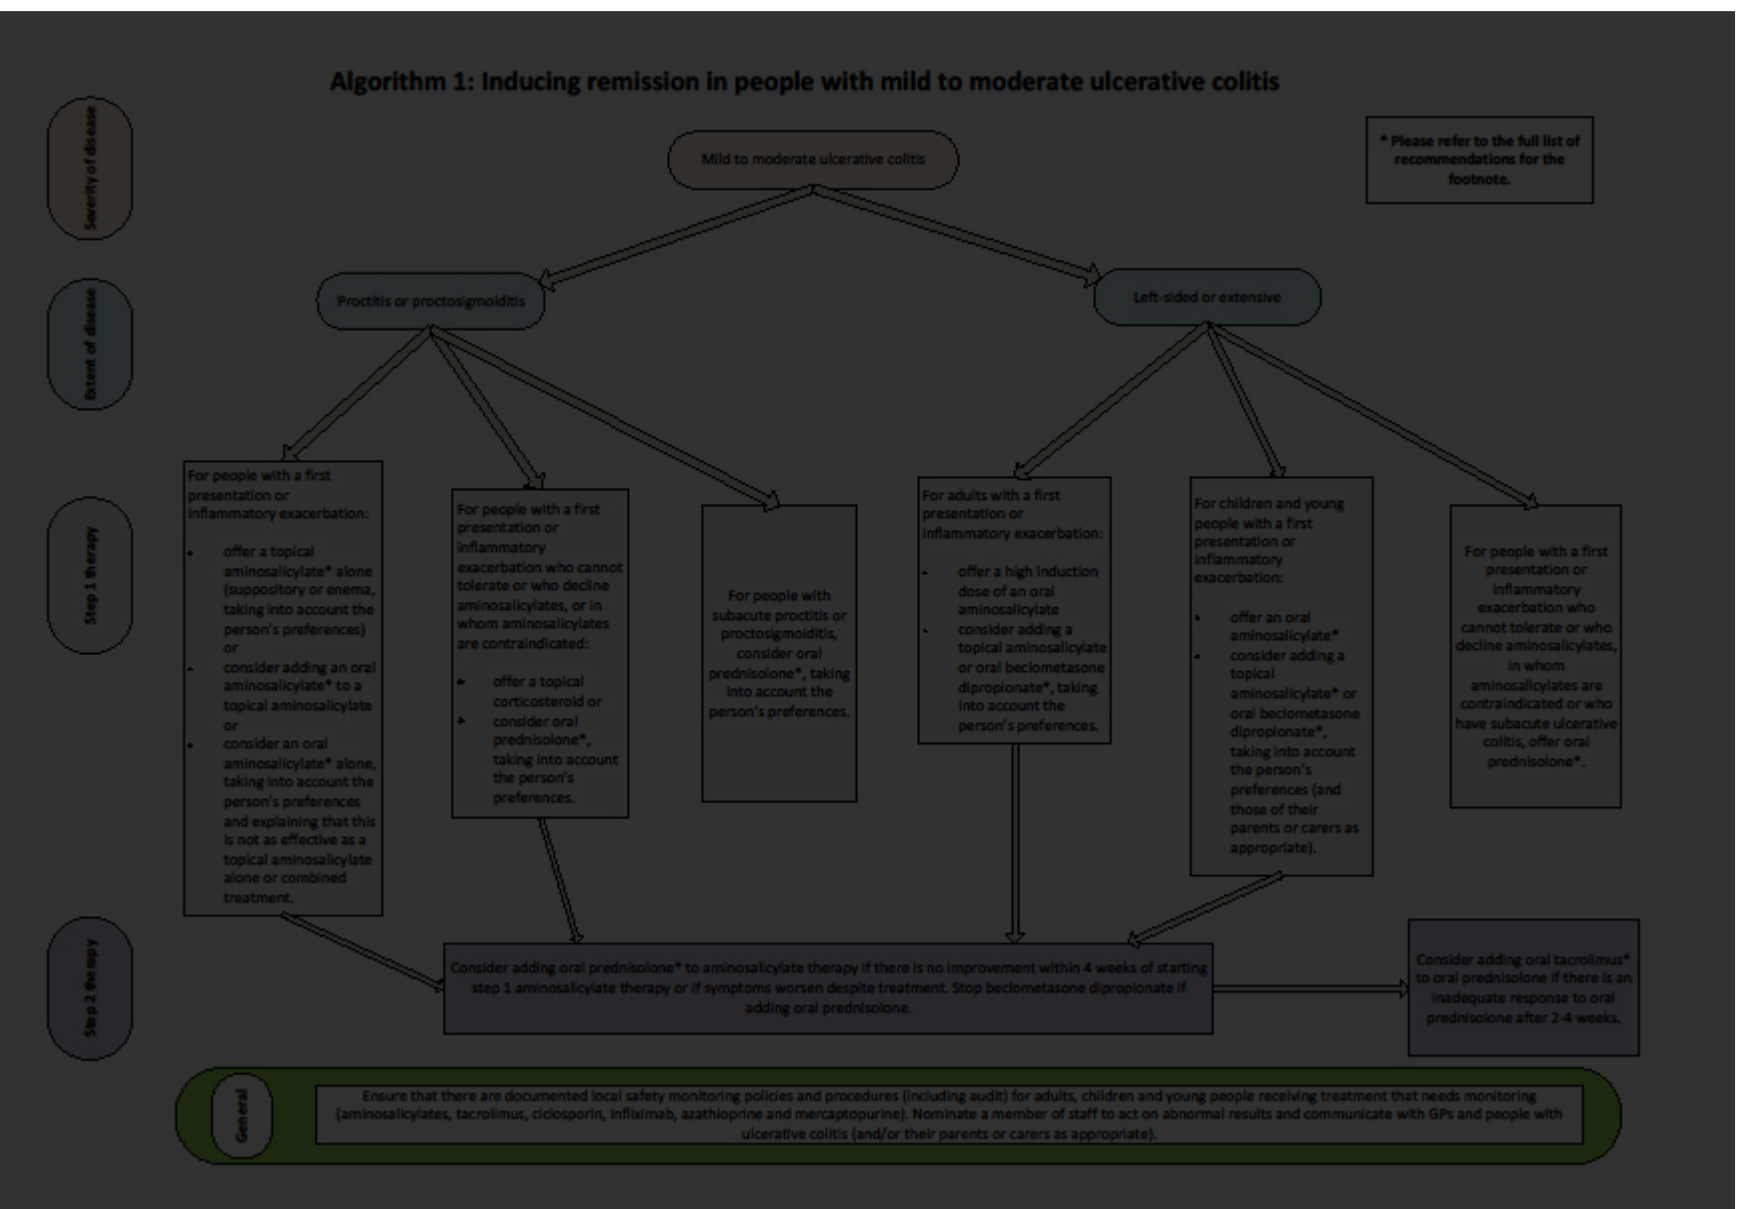 Algorithm 1: Inducing remission in people with mild to moderate ulcerative colitis
Severity of disease
Mild to moderate ulcerative colitis
* Please refer to the full list of
recommendations for the
footnote.
Extent of disease
Proctitis or proctosigmoiditis
Left-sided or extensive
Step 1 therapy
For people with a first
presentation or
inflammatory exacerbation:
offer a topical
aminosalicylate* alone
(suppository or enema,
taking into account the
person's preferences)
or
consider adding an oral
aminosalicylate* to a
topical aminosalicylate
or
consider an oral
aminosalicylate* alone,
taking into account the
person's preferences
and explaining that this
is not as effective as a
topical aminosalicylate
alone or combined
treatment.
For people with a first
presentation or
inflammatory
exacerbation who cannot
tolerate or who decline
aminosalicylates, or in
whom aminosalicylates
are contraindicated:
offer a topical
corticosteroid or
consider oral
prednisolone*,
taking into account
the person's
preferences.
For people with
subacute proctitis or
proctosigmoiditis,
consider oral
prednisolone*, taking
into account the
person's preferences.
For adults with a first
presentation or
inflammatory exacerbation:
offer a high induction
dose of an oral
aminosalicylate
consider adding a
topical aminosalicylate
or oral beclometasone
dipropionate*, taking
into account the
person's preferences.
For children and young
people with a first
presentation or
inflammatory
exacerbation:
offer an oral
aminosalicylate*
consider adding a
topical
aminosalicylate* or
oral beclometasone
dipropionate*,
taking into account
the person's
preferences (and
those of their
parents or carers as
appropriate).
For people with a first
presentation or
inflammatory
exacerbation who
cannot tolerate or who
decline aminosalicylates,
in whom
aminosalicylates are
contraindicated or who
have subacute ulcerative
colitis, offer oral
prednisolone*.
Step 2 therapy
Consider adding oral prednisolone* to aminosalicylate therapy if there is no improvement within 4 weeks of starting
step 1 aminosalicylate therapy or if symptoms worsen despite treatment. Stop beclometasone dipropionate if
adding oral prednisolone.
Consider adding oral tacrolimus*
to oral prednisolone if there is an
inadequate response to oral
prednisolone after 2-4 weeks.
General
Ensure that there are documented local safety monitoring policies and procedures (including audit) for adults, children and young people receiving treatment that needs monitoring
(aminosalicylates, tacrolimus, ciclosporin, infliximab, azathioprine and mercaptopurine). Nominate a member of staff to act on abnormal results and communicate with GPs and people with
ulcerative colitis (and/or their parents or carers as appropriate).